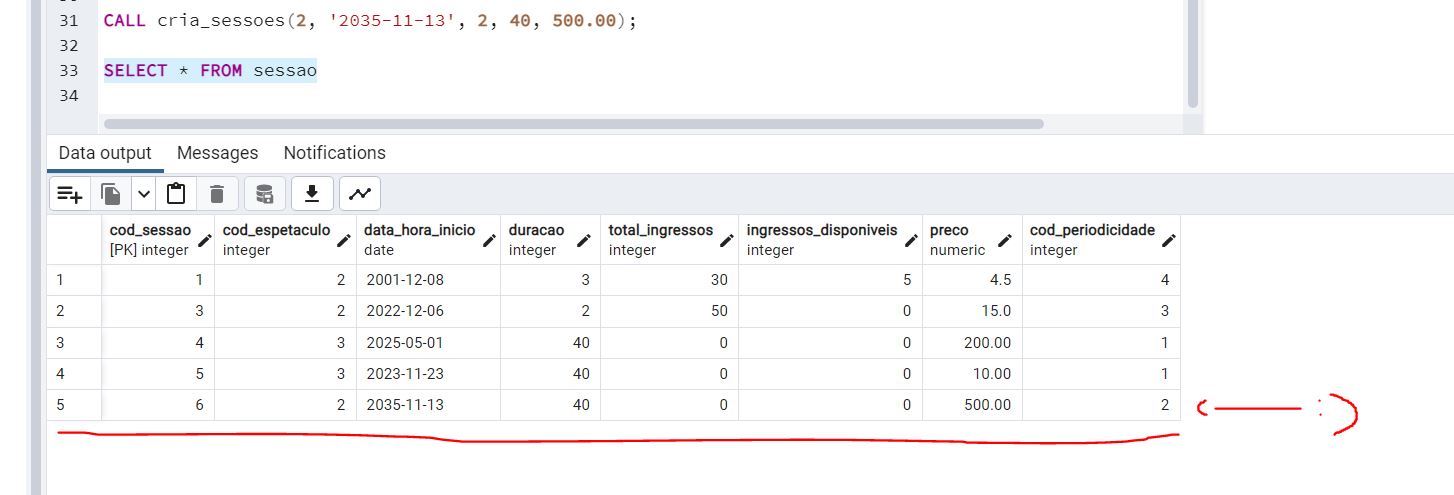 31 CALL cria_sessoes(2, '2035-11-13', 2, 40, 500.00);
32
33 SELECT * FROM sessao
34
Data output Messages Notifications
cod_sessao cod_espetaculo data_hora_inicio duracao total_ingressos ingressos_disponiveis preco cod_periodicidade
[PK] integer integer date integer integer integer numeric integer
1 1 2 2001-12-08 3 30 5 4.5 4
2 3 2 2022-12-06 2 50 0 15.0 3
3 4 3 2025-05-01 40 0 0 200.00 1
4 5 3 2023-11-23 40 0 0 10.00 1
5 6 2 2035-11-13 40 0 0 500.00 2 :)